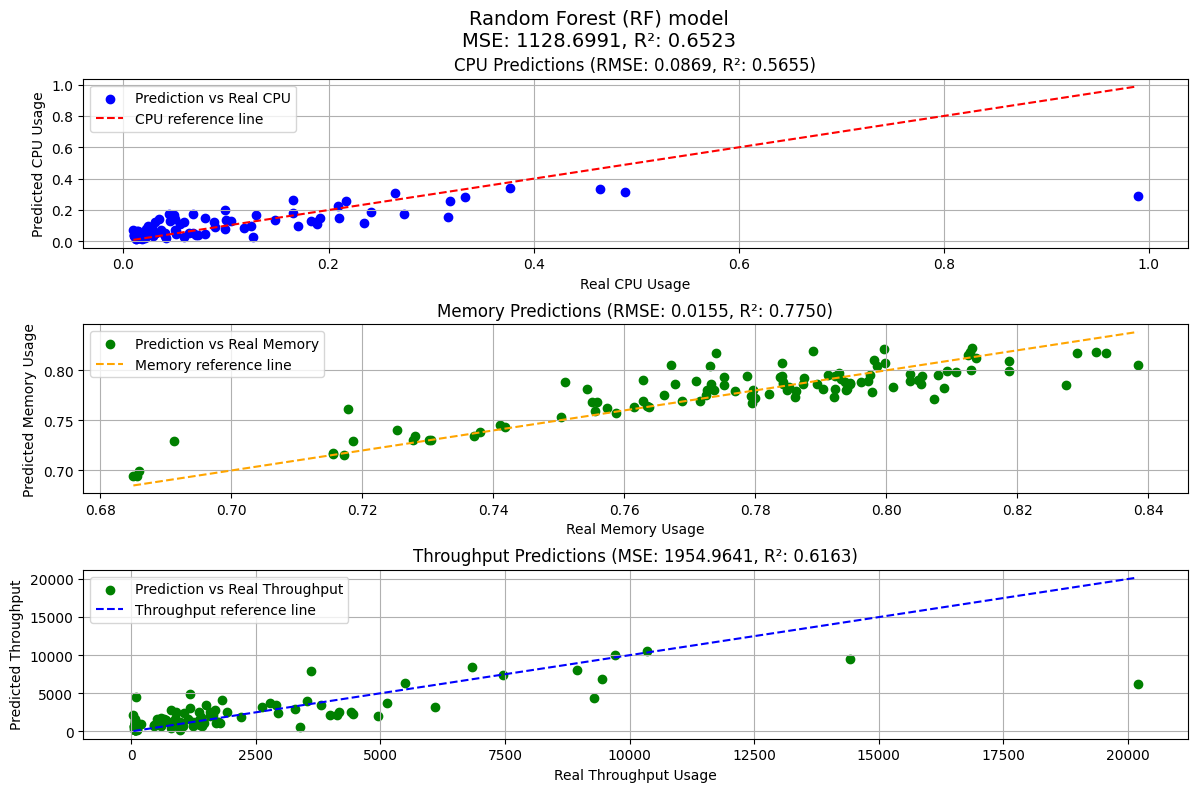 Random Forest (RF) model
MSE: 1128.6991, R²: 0.6523
CPU Predictions (RMSE: 0.0869, R²: 0.5655)
Predicted CPU Usage
1.0
0.8
0.6
0.4
0.2
0.0
Prediction vs Real CPU
CPU reference line
0.0 0.2 0.4 0.6 0.8 1.0
Real CPU Usage
Memory Predictions (RMSE: 0.0155, R²: 0.7750)
Predicted Memory Usage
0.80
0.75
0.70
Prediction vs Real Memory
Memory reference line
0.68 0.70 0.72 0.74 0.76 0.78 0.80 0.82 0.84
Real Memory Usage
Throughput Predictions (MSE: 1954.9641, R²: 0.6163)
Predicted Throughput
20000
15000
10000
5000
0
Prediction vs Real Throughput
Throughput reference line
0 2500 5000 7500 10000 12500 15000 17500 20000
Real Throughput Usage